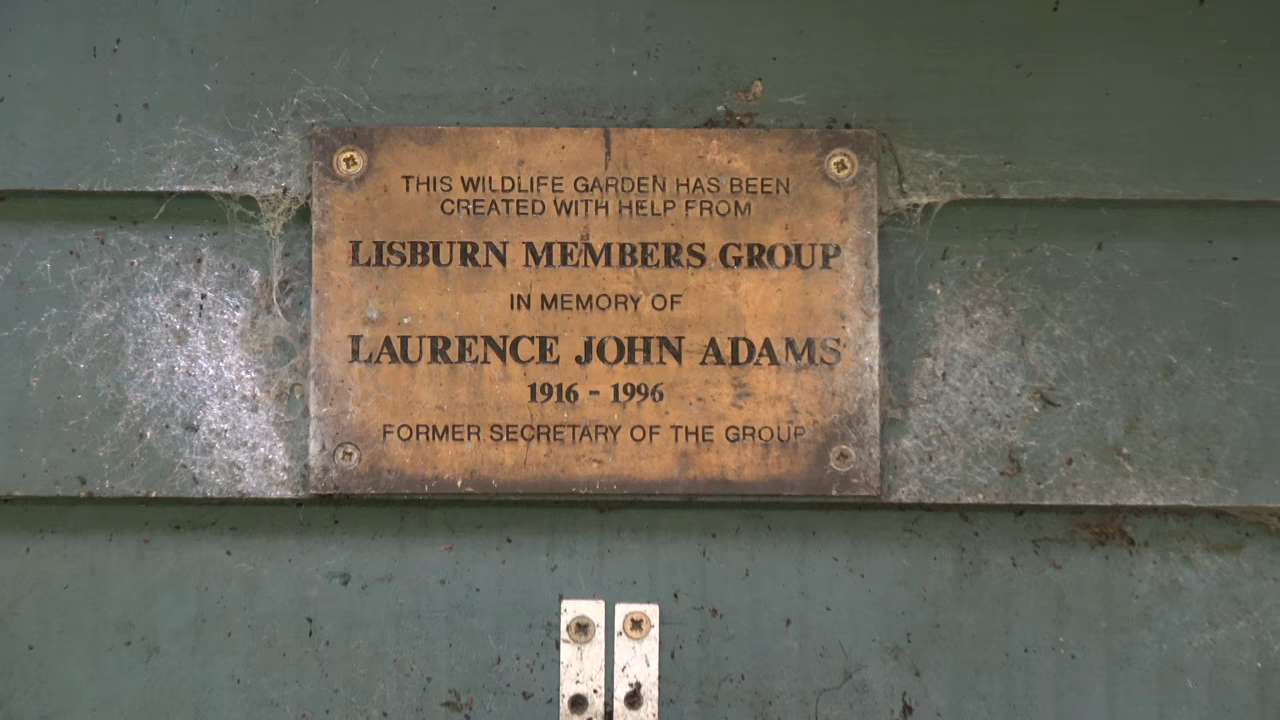 THIS WILDLIFE GARDEN HAS BEEN
CREATED WITH HELP FROM
LISBURN MEMBERS GROUP
IN MEMORY OF
LAURENCE JOHN ADAMS
1916 - 1996
FORMER SECRETARY OF THE GROUP